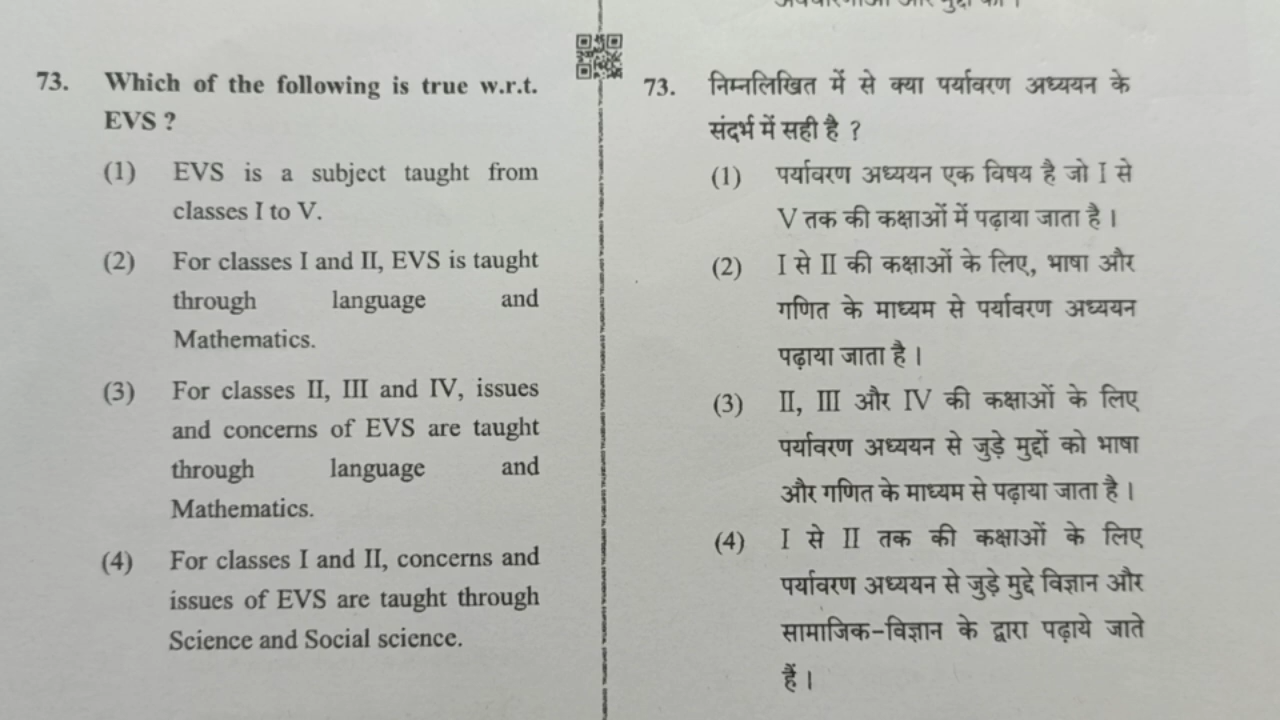 73. Which of the following is true w.r.t.
EVS ?
(1) EVS is a subject taught from
classes I to V.
(2) For classes I and II, EVS is taught
through language and
Mathematics.
(3) For classes II, III and IV, issues
and concerns of EVS are taught
through language and
Mathematics.
(4) For classes I and II, concerns and
issues of EVS are taught through
Science and Social science.
73. निम्नलिखित में से क्या पर्यावरण अध्ययन के
संदर्भ में सही है ?
(1) पर्यावरण अध्ययन एक विषय है जो I से
V तक की कक्षाओं में पढ़ाया जाता है ।
(2) I से II की कक्षाओं के लिए, भाषा और
गणित के माध्यम से पर्यावरण अध्ययन
पढ़ाया जाता है ।
(3) II, III और IV की कक्षाओं के लिए
पर्यावरण अध्ययन से जुड़े मुद्दों को भाषा
और गणित के माध्यम से पढ़ाया जाता है ।
(4) I से II तक की कक्षाओं के लिए
पर्यावरण अध्ययन से जुड़े मुद्दे विज्ञान और
सामाजिक-विज्ञान के द्वारा पढ़ाये जाते
हैं ।